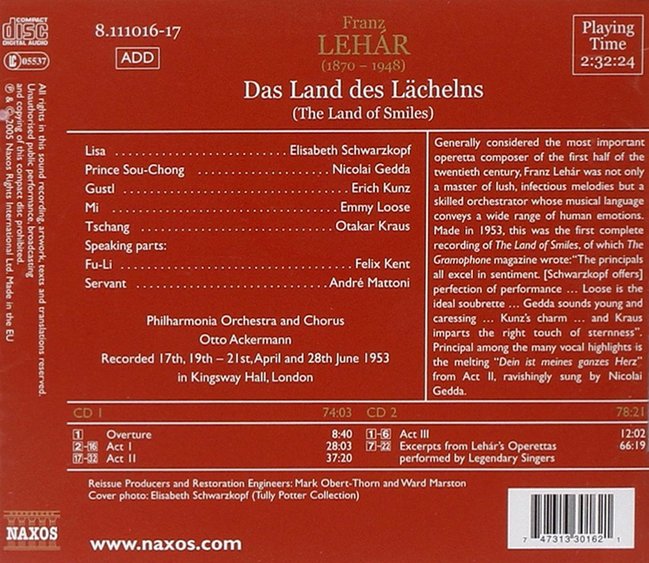 COMPACT
disc
DIGITAL AUDIO
LC 05537
8.111016-17
ADD
Franz
LEHÁR
(1870 – 1948)
Das Land des Lächelns
(The Land of Smiles)
Playing
Time
2:32:24
All rights in this sound recording, artwork, texts and translations reserved.
Unauthorised public performance, broadcasting
and copying of this compact disc prohibited.
℗ & © 2005 Naxos Rights International Ltd. Made in the EU
Lisa . . . . . . . . . . . . . . . . . . . . . . Elisabeth Schwarzkopf
Prince Sou-Chong . . . . . . . . . . . . . . . . . . Nicolai Gedda
Gustl . . . . . . . . . . . . . . . . . . . . . . . . . . . . . Erich Kunz
Mi . . . . . . . . . . . . . . . . . . . . . . . . . . . . . . Emmy Loose
Tschang . . . . . . . . . . . . . . . . . . . . . . . . . Otakar Kraus
Speaking parts:
Fu-Li . . . . . . . . . . . . . . . . . . . . . . . . . . . . . Felix Kent
Servant . . . . . . . . . . . . . . . . . . . . . . . . André Mattoni
Philharmonia Orchestra and Chorus
Otto Ackermann
Recorded 17th, 19th – 21st, April and 28th June 1953
in Kingsway Hall, London
Generally considered the most important
operetta composer of the first half of the
twentieth century, Franz Lehár was not only
a master of lush, infectious melodies but a
skilled orchestrator whose musical language
conveys a wide range of human emotions.
Made in 1953, this was the first complete
recording of The Land of Smiles, of which The
Gramophone magazine wrote: “The principals
all excel in sentiment. [Schwarzkopf offers]
perfection of performance … Loose is the
ideal soubrette … Gedda sounds young and
caressing … Kunz’s charm … and Kraus
imparts the right touch of sternness”.
Principal among the many vocal highlights is
the melting “Dein ist meines ganzes Herz”
from Act II, ravishingly sung by Nicolai
Gedda.
CD 1 74:03
1 Overture 8:40
2-16 Act I 28:03
17-32 Act II 37:20
CD 2 78:21
1-6 Act III 12:02
7-22 Excerpts from Lehár’s Operettas 66:19
performed by Legendary Singers
Reissue Producers and Restoration Engineers: Mark Obert-Thorn and Ward Marston
Cover photo: Elisabeth Schwarzkopf (Tully Potter Collection)
NAXOS
www.naxos.com
7 47313 30162 1